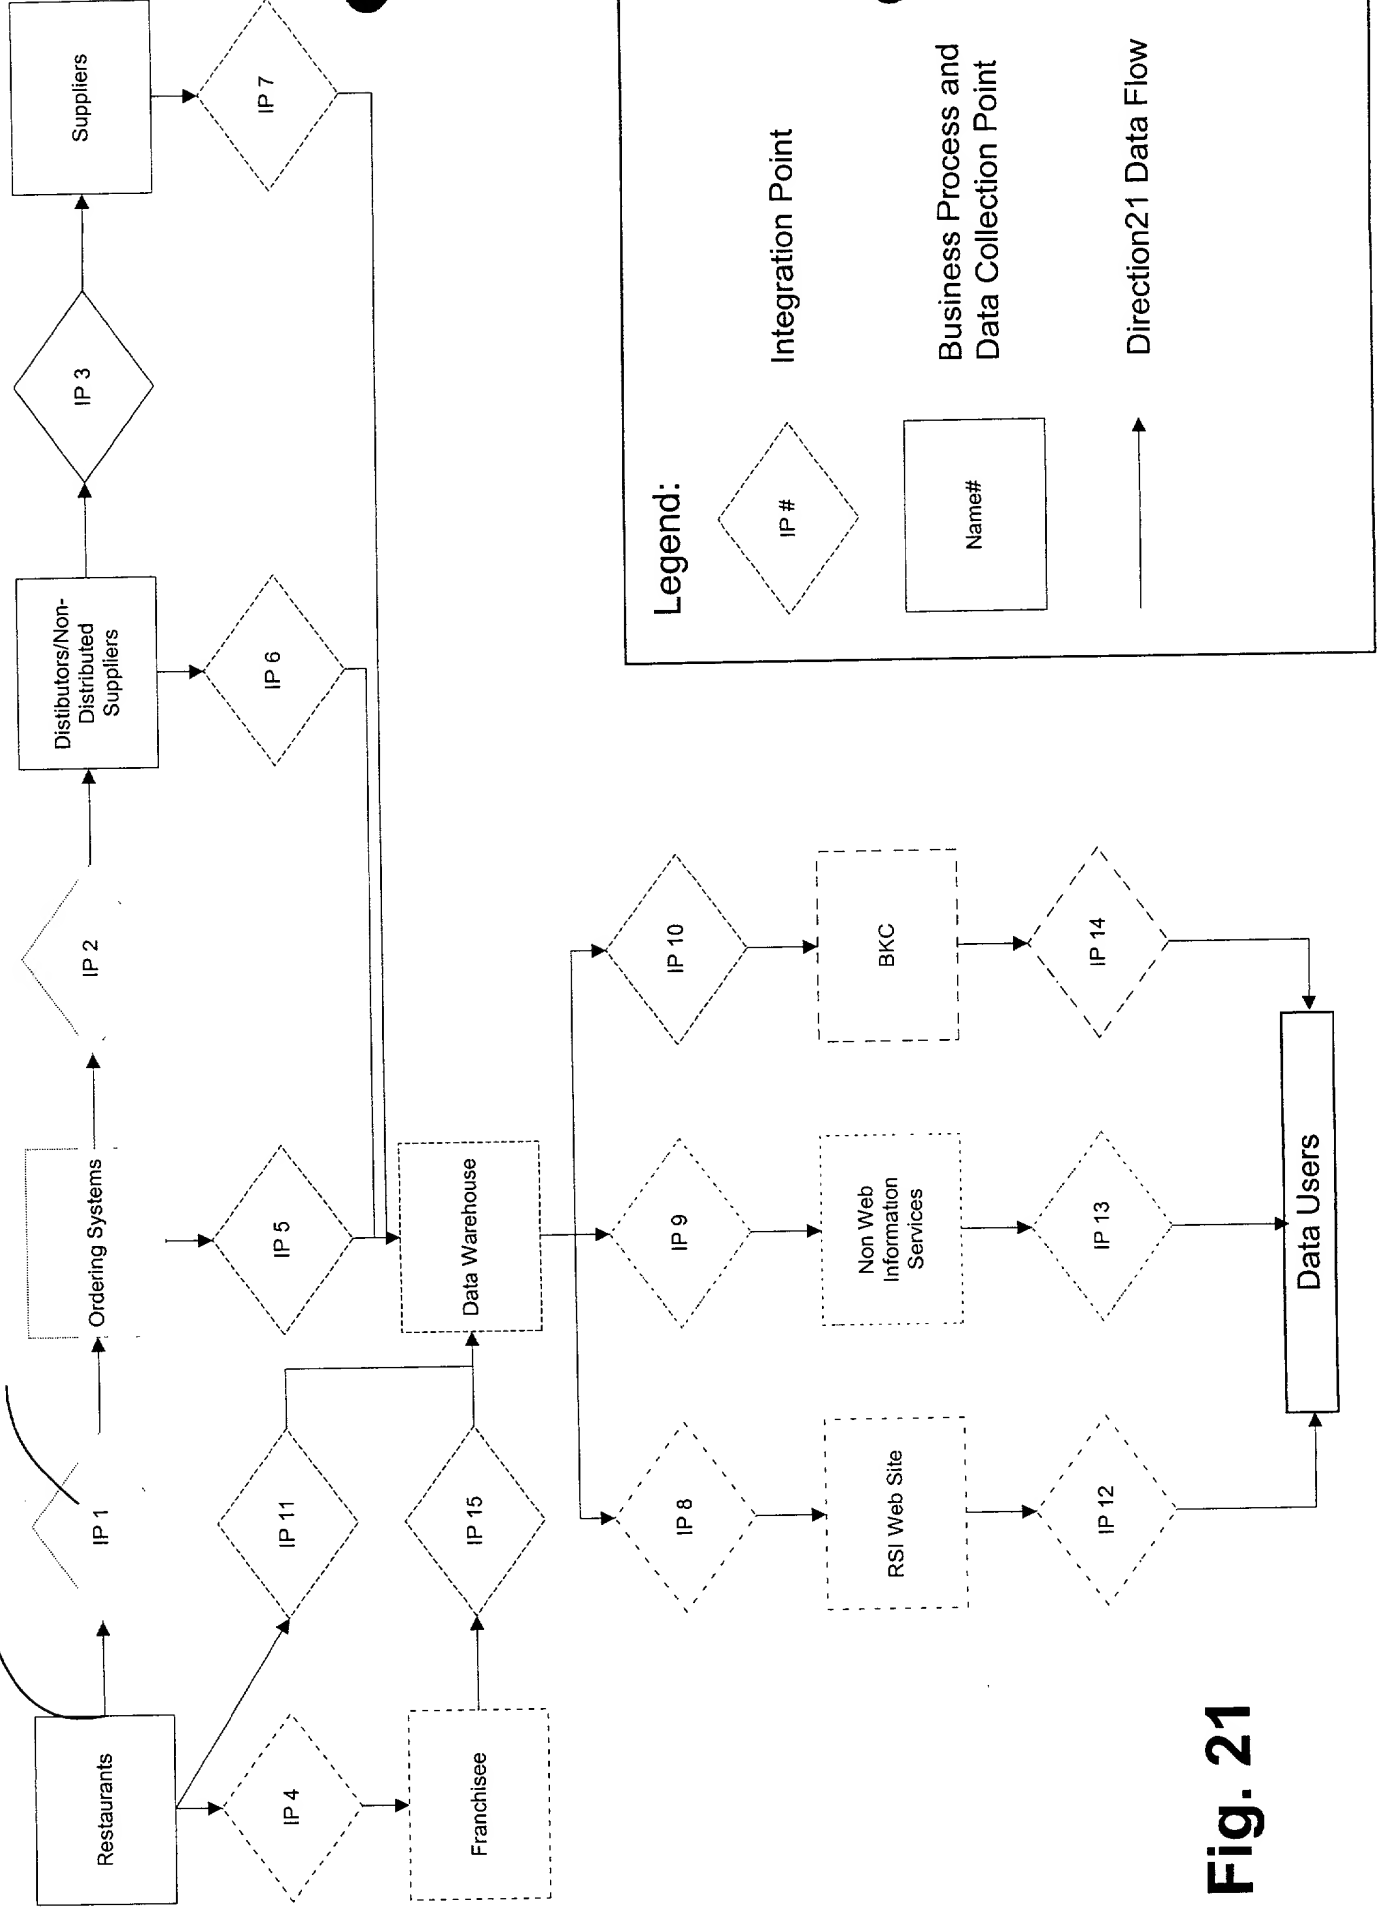 Restaurants
IP 1
Ordering Systems
IP 2
Distibutors/Non-
Distributed
Suppliers
IP 3
Suppliers
IP 4
IP 11
IP 5
IP 6
IP 7
Franchisee
IP 15
Data Warehouse
IP 8
IP 9
IP 10
RSI Web Site
Non Web
Information
Services
BKC
IP 12
IP 13
IP 14
Data Users
Legend:
IP #
Integration Point
Name#
Business Process and
Data Collection Point
Direction21 Data Flow
Fig. 21